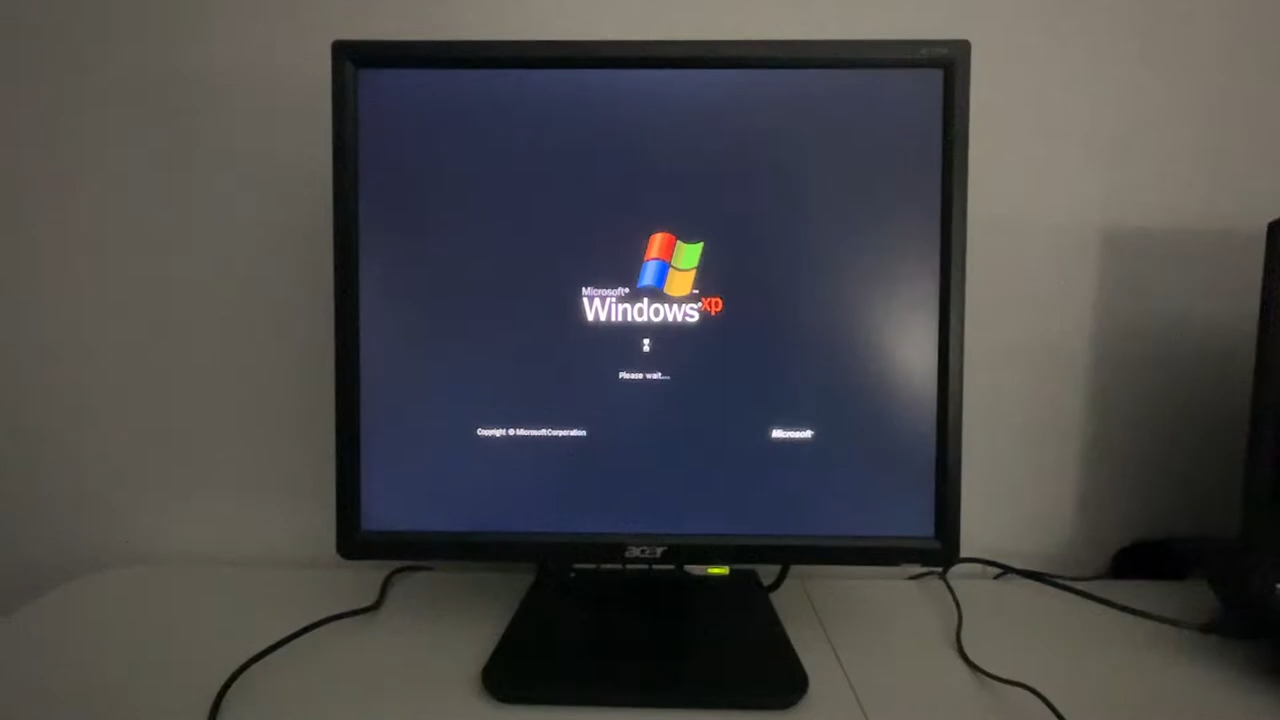 Microsoft®
Windows xp
Please wait...
Copyright © Microsoft Corporation
Microsoft®
acer